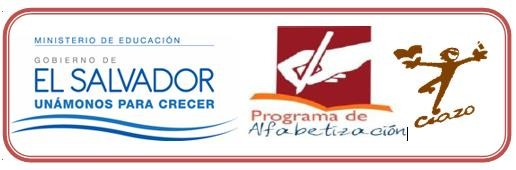 MINISTERIO DE EDUCACIÓN
GOBIERNO DE
EL SALVADOR
UNÁMONOS PARA CRECER
Programa de
Alfabetización
Ciazo